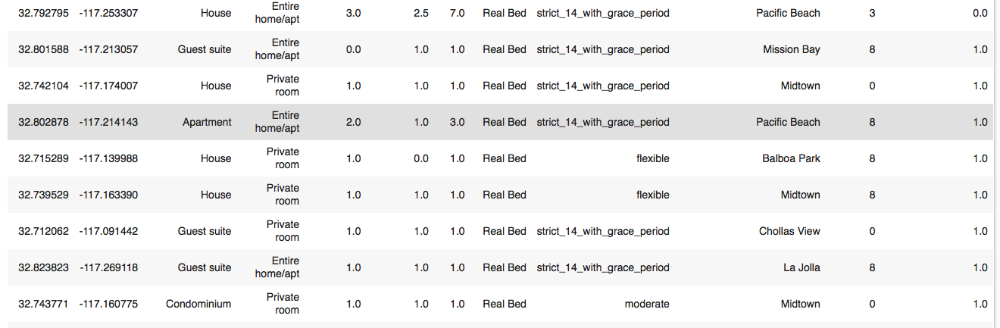 32.792795 -117.253307 House Entire home/apt 3.0 2.5 7.0 Real Bed strict_14_with_grace_period Pacific Beach 3 0.0
32.801588 -117.213057 Guest suite Entire home/apt 0.0 1.0 1.0 Real Bed strict_14_with_grace_period Mission Bay 8 1.0
32.742104 -117.174007 House Private room 1.0 1.0 1.0 Real Bed strict_14_with_grace_period Midtown 0 1.0
32.802878 -117.214143 Apartment Entire home/apt 2.0 1.0 3.0 Real Bed strict_14_with_grace_period Pacific Beach 8 1.0
32.715289 -117.139988 House Private room 1.0 0.0 1.0 Real Bed flexible Balboa Park 8 1.0
32.739529 -117.163390 House Private room 1.0 1.0 1.0 Real Bed flexible Midtown 8 1.0
32.712062 -117.091442 Guest suite Private room 1.0 1.0 1.0 Real Bed strict_14_with_grace_period Chollas View 0 1.0
32.823823 -117.269118 Guest suite Entire home/apt 1.0 1.0 1.0 Real Bed strict_14_with_grace_period La Jolla 8 1.0
32.743771 -117.160775 Condominium Private room 1.0 1.0 1.0 Real Bed moderate Midtown 0 1.0